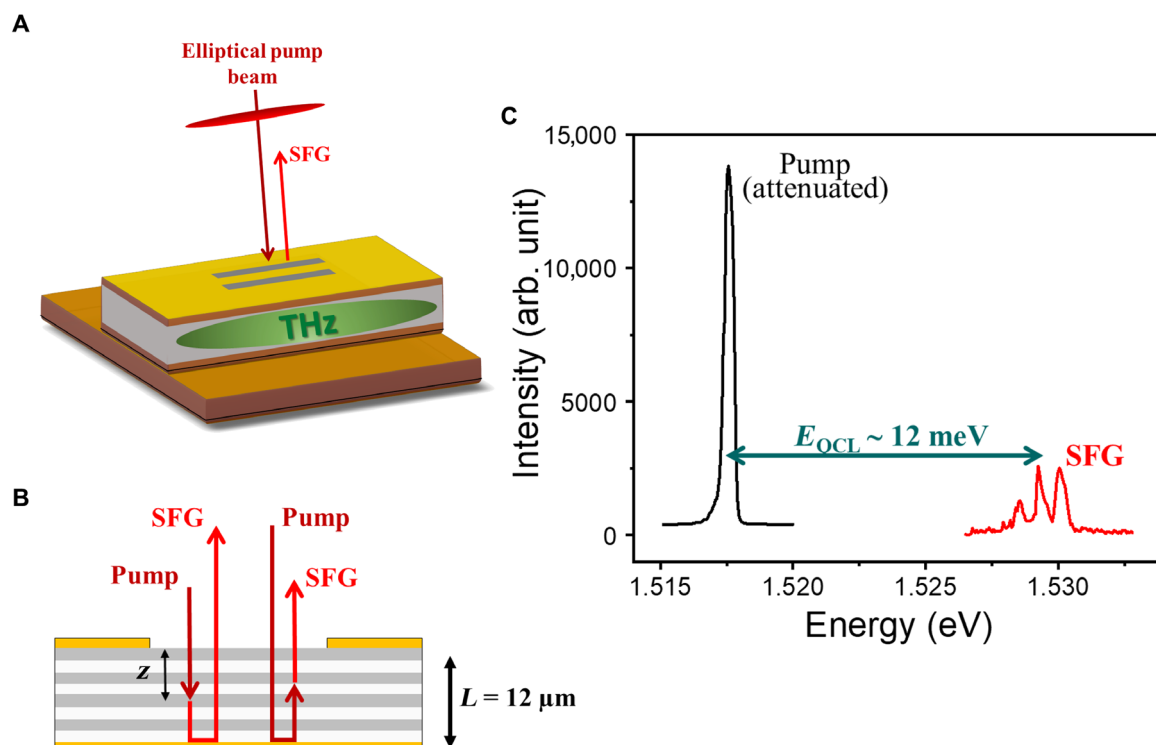 A
Elliptical pump
beam
SFG
THz
B
SFG
Pump
Pump
SFG
z
L = 12 µm
C
15,000
10,000
5000
0
Intensity (arb. unit)
Pump
(attenuated)
E_QCL ~ 12 meV
SFG
1.515
1.520
1.525
1.530
Energy (eV)